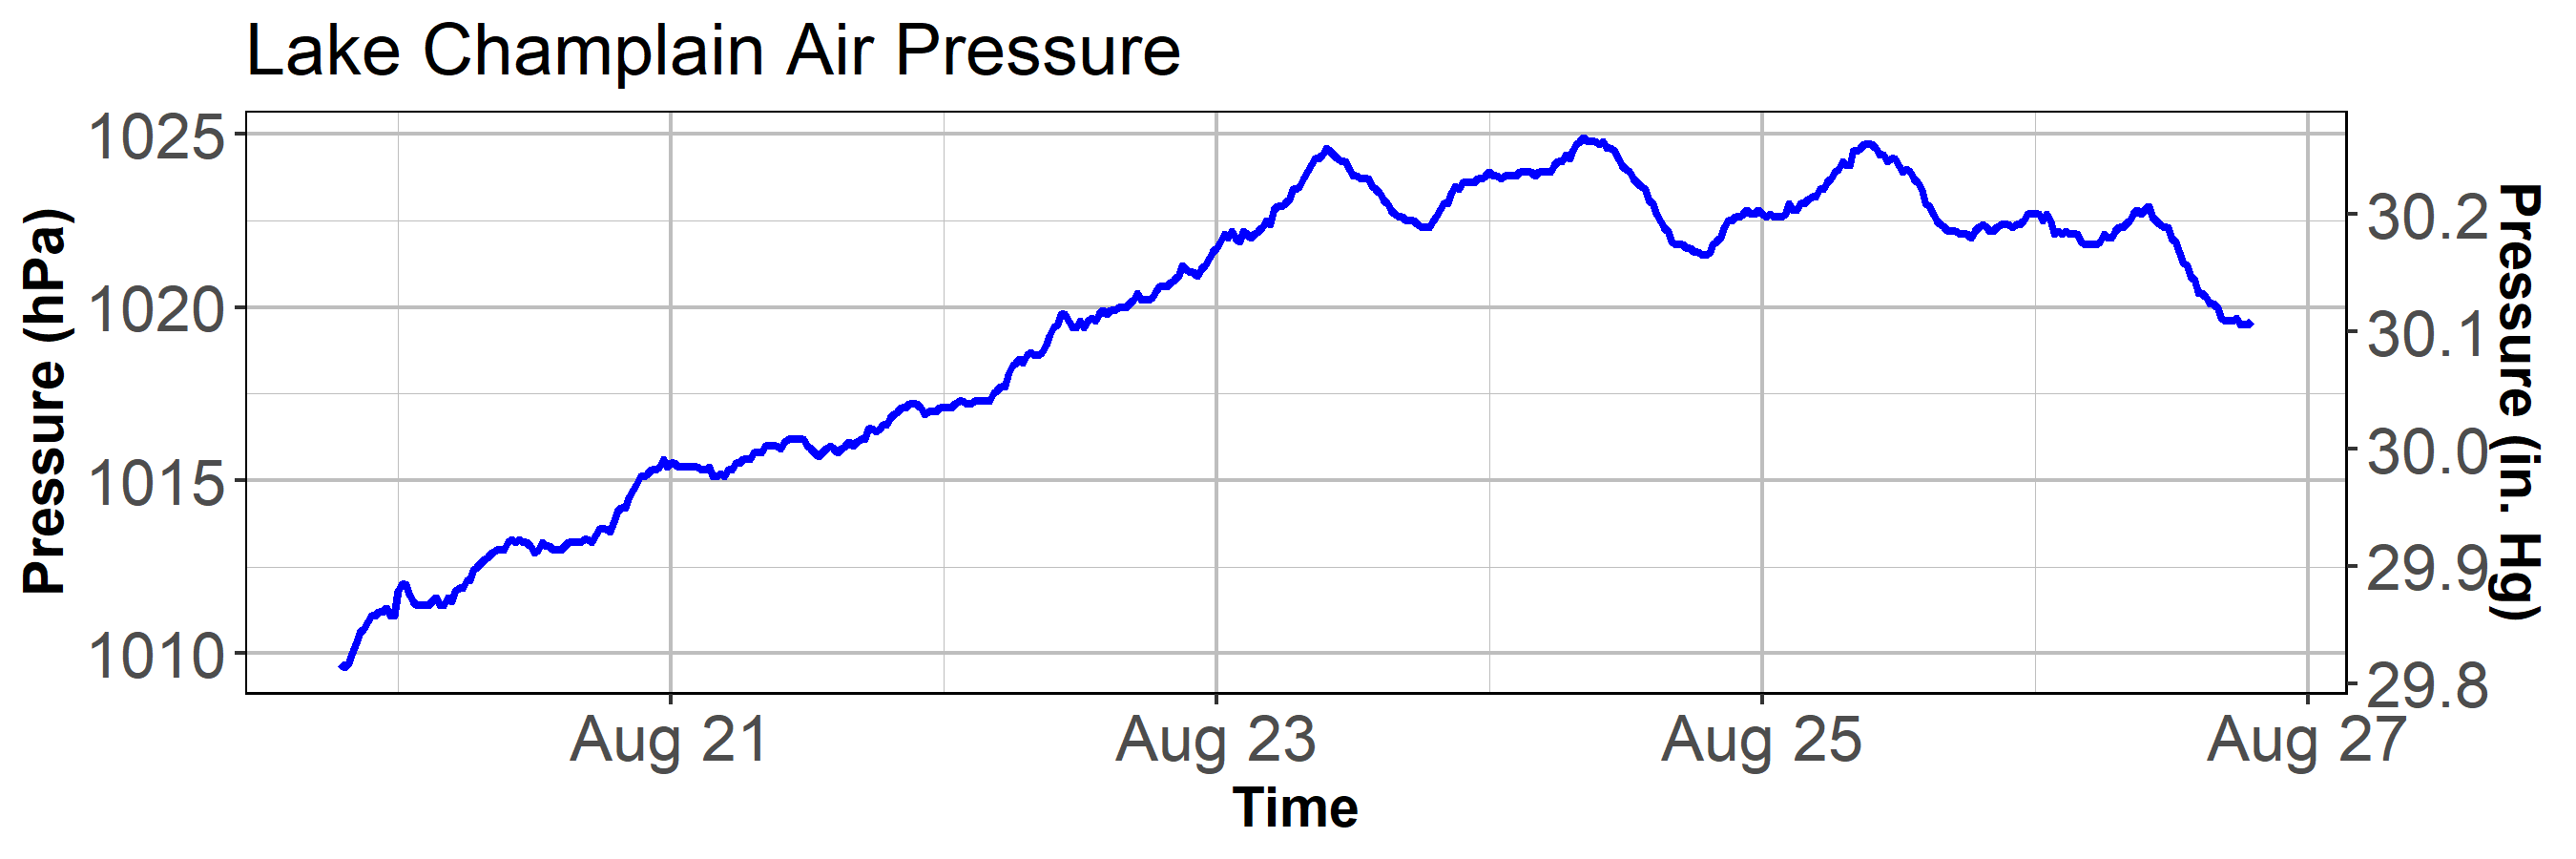 Lake Champlain Air Pressure
1025
1020
1015
1010
Pressure (hPa)
30.2
30.1
30.0
29.9
29.8
Pressure (in. Hg)
Aug 21
Aug 23
Aug 25
Aug 27
Time